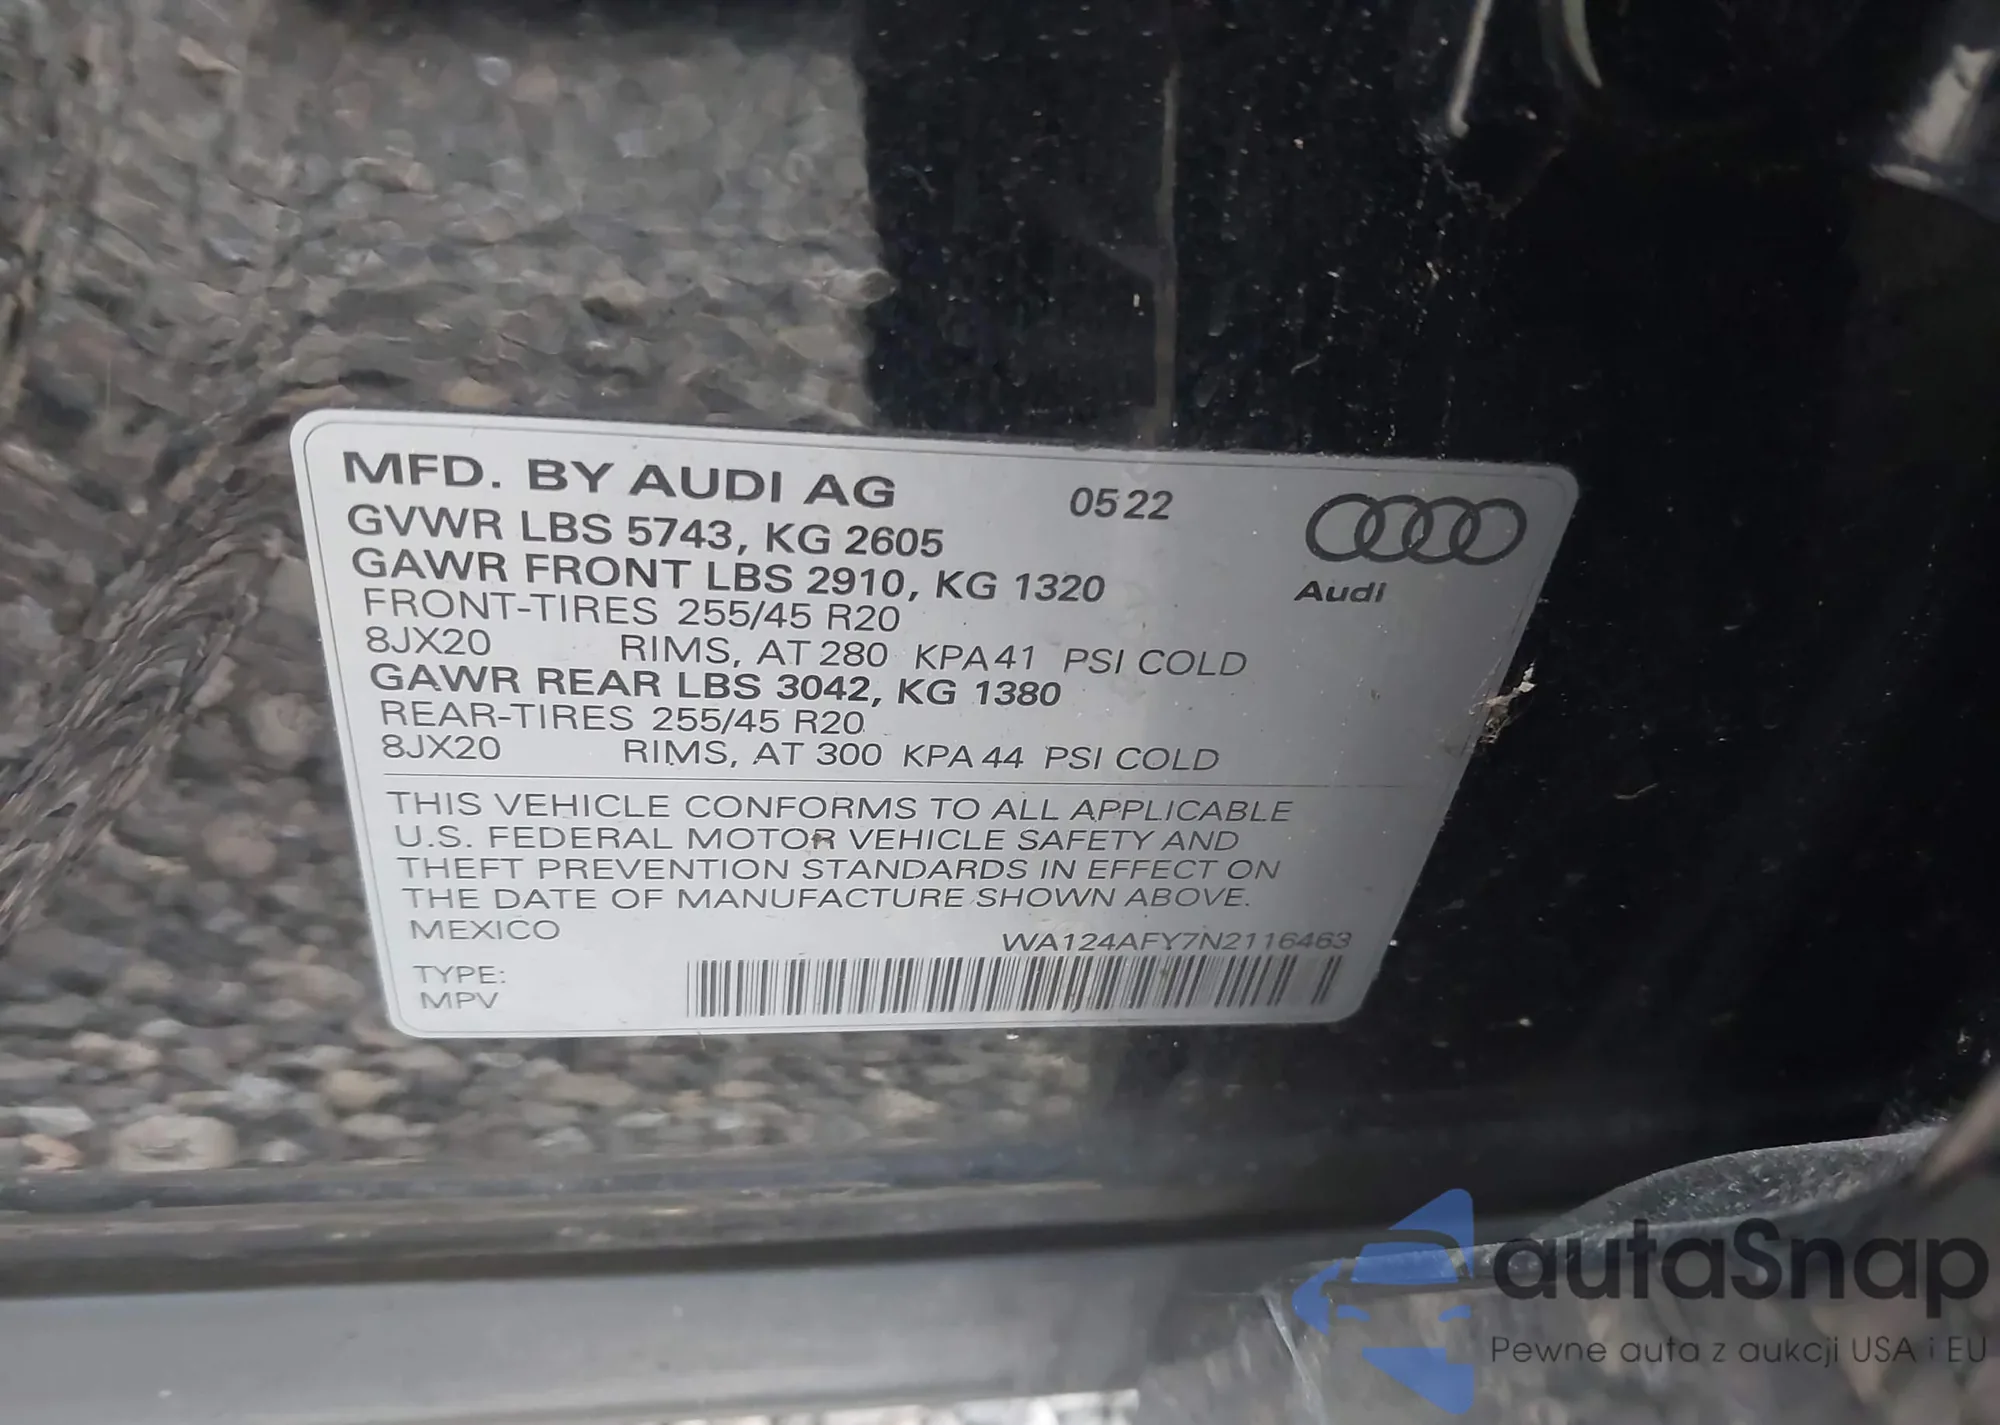 MFD. BY AUDI AG 05 22
GVWR LBS 5743, KG 2605
GAWR FRONT LBS 2910, KG 1320
Audi
FRONT-TIRES 255/45 R20
8JX20 RIMS, AT 280 KPA 41 PSI COLD
GAWR REAR LBS 3042, KG 1380
REAR-TIRES 255/45 R20
8JX20 RIMS, AT 300 KPA 44 PSI COLD
THIS VEHICLE CONFORMS TO ALL APPLICABLE
U.S. FEDERAL MOTOR VEHICLE SAFETY AND
THEFT PREVENTION STANDARDS IN EFFECT ON
THE DATE OF MANUFACTURE SHOWN ABOVE.
MEXICO
WA124AFY7N2116463
TYPE:
MPV
autaSnap
Pewne auta z aukcji USA i EU